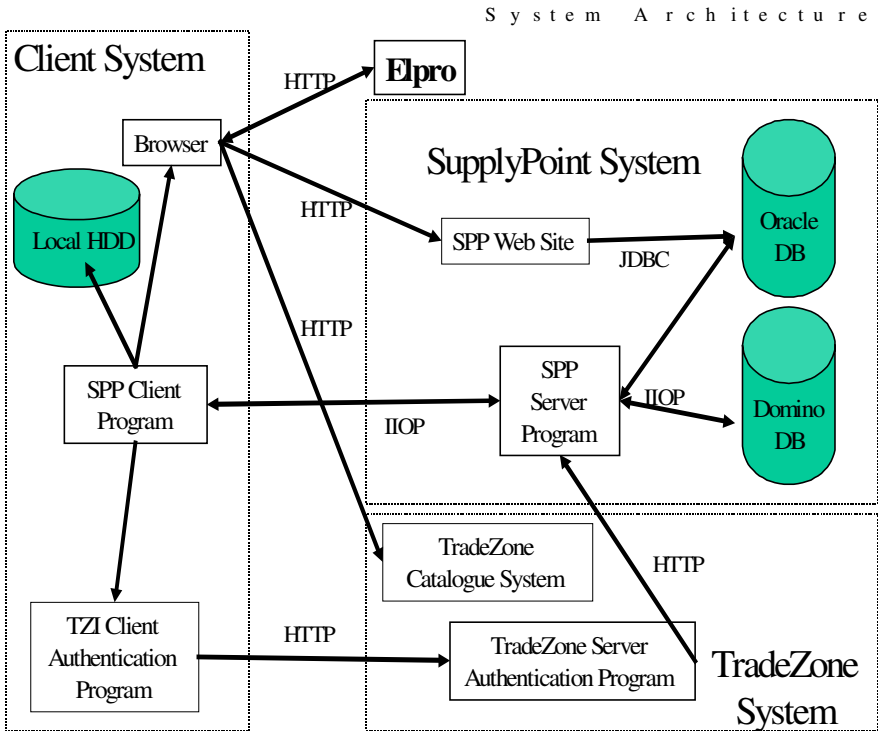 System Architecture
Client System
Elpro
HTTP
Browser
SupplyPoint System
HTTP
Local HDD
SPP Web Site
JDBC
Oracle
DB
HTTP
SPP Client
Program
IIOP
SPP
Server
Program
IIOP
Domino
DB
TradeZone
Catalogue System
HTTP
TZI Client
Authentication
Program
HTTP
TradeZone Server
Authentication Program
TradeZone
System